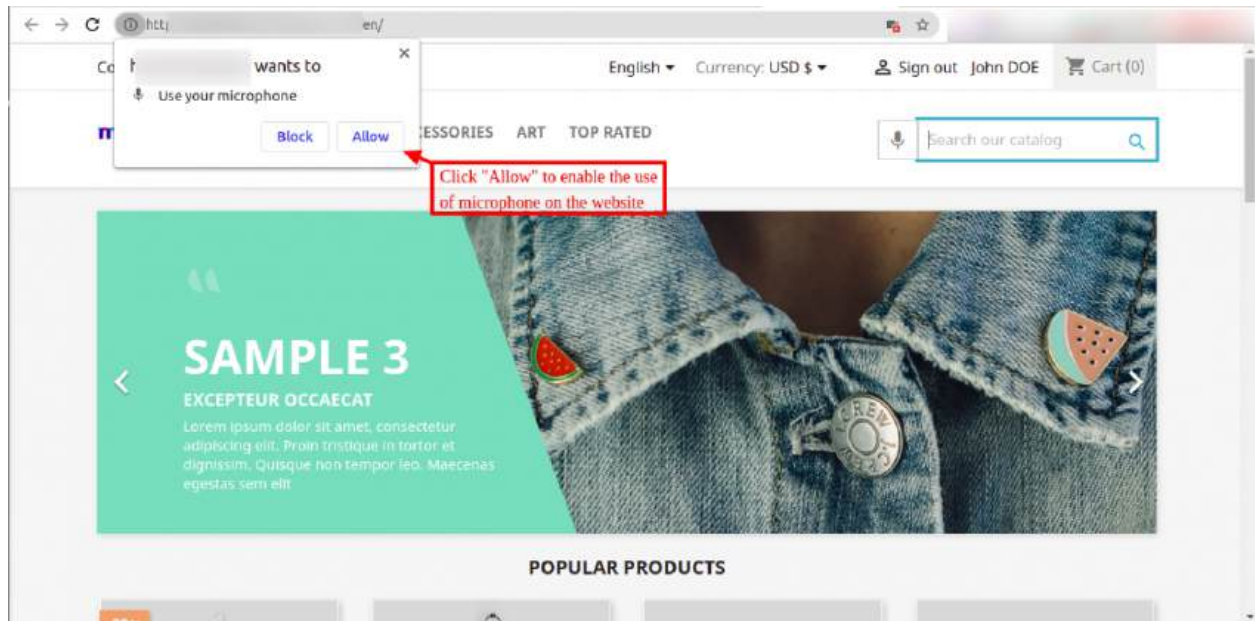 en/
wants to
Use your microphone
Block Allow
English Currency: USD $ Sign out John DOE Cart (0)
ART TOP RATED
Search our catalog
Click "Allow" to enable the use
of microphone on the website
SAMPLE 3
EXCEPTEUR OCCAECAT
Lorem ipsum dolor sit amet, consectetur
adipiscing elit. Proin tristique in tortor et
dignissim. Quisque non tempor leo. Maecenas
egestas sem elit
J.CREW
POPULAR PRODUCTS